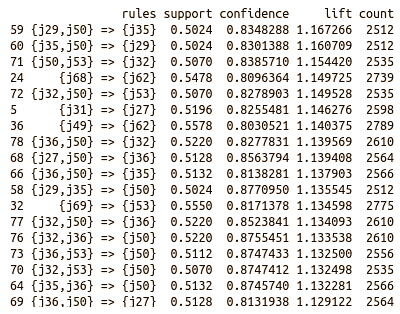 rules support confidence lift count
59 {j29,j50} => {j35} 0.5024 0.8348288 1.167266 2512
60 {j35,j50} => {j29} 0.5024 0.8301388 1.160709 2512
71 {j50,j53} => {j32} 0.5070 0.8385710 1.154420 2535
24 {j68} => {j62} 0.5478 0.8096364 1.149725 2739
72 {j32,j50} => {j53} 0.5070 0.8278903 1.149528 2535
5 {j31} => {j27} 0.5196 0.8255481 1.146276 2598
36 {j49} => {j62} 0.5578 0.8030521 1.140375 2789
78 {j36,j50} => {j32} 0.5220 0.8277831 1.139569 2610
68 {j27,j50} => {j36} 0.5128 0.8563794 1.139408 2564
66 {j36,j50} => {j35} 0.5132 0.8138281 1.137903 2566
58 {j29,j35} => {j50} 0.5024 0.8770950 1.135545 2512
32 {j69} => {j53} 0.5550 0.8171378 1.134598 2775
77 {j32,j50} => {j36} 0.5220 0.8523841 1.134093 2610
76 {j32,j36} => {j50} 0.5220 0.8755451 1.133538 2610
73 {j36,j53} => {j50} 0.5112 0.8747433 1.132500 2556
70 {j32,j53} => {j50} 0.5070 0.8747412 1.132498 2535
64 {j35,j36} => {j50} 0.5132 0.8745740 1.132281 2566
69 {j36,j50} => {j27} 0.5128 0.8131938 1.129122 2564